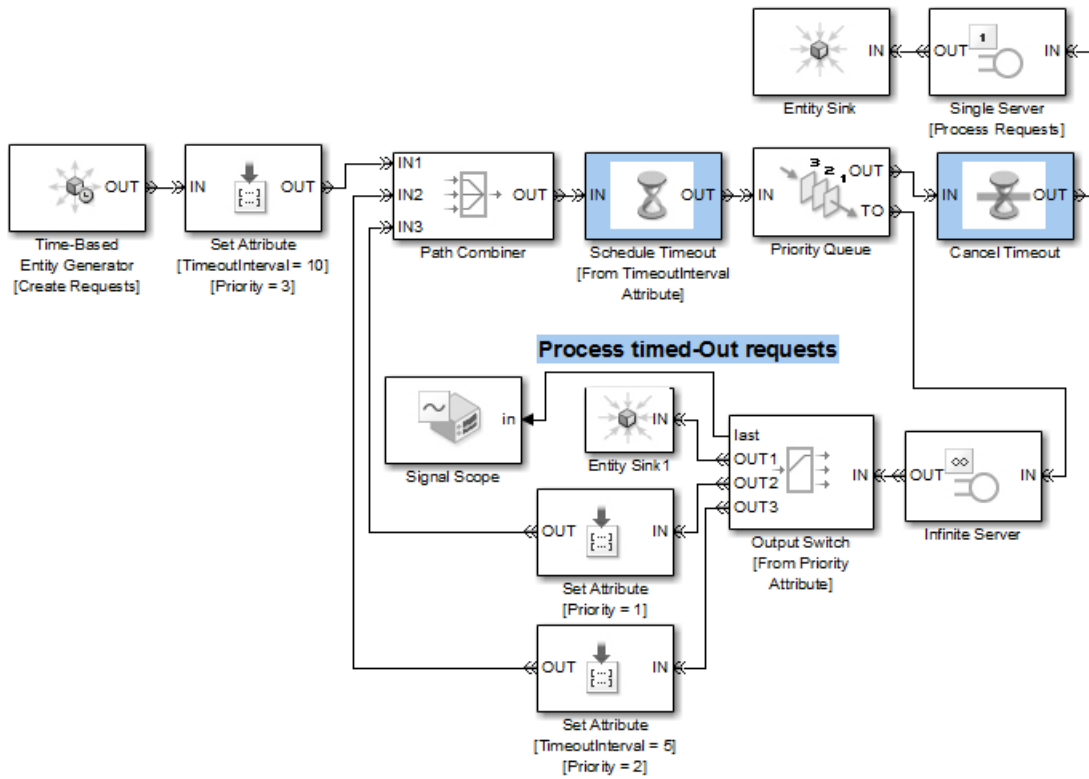 IN
OUT
1
IN
Entity Sink
Single Server
[Process Requests]
OUT
Time-Based
Entity Generator
[Create Requests]
IN
OUT
Set Attribute
[TimeoutInterval = 10]
[Priority = 3]
IN1
IN2
IN3
OUT
Path Combiner
IN
OUT
Schedule Timeout
[From TimeoutInterval
Attribute]
IN
3
2
1
OUT
TO
Priority Queue
IN
OUT
Cancel Timeout
Process timed-Out requests
in
Signal Scope
IN
Entity Sink1
last
OUT1
OUT2
OUT3
IN
Output Switch
[From Priority
Attribute]
OUT
∞
IN
Infinite Server
OUT
IN
Set Attribute
[Priority = 1]
OUT
IN
Set Attribute
[TimeoutInterval = 5]
[Priority = 2]